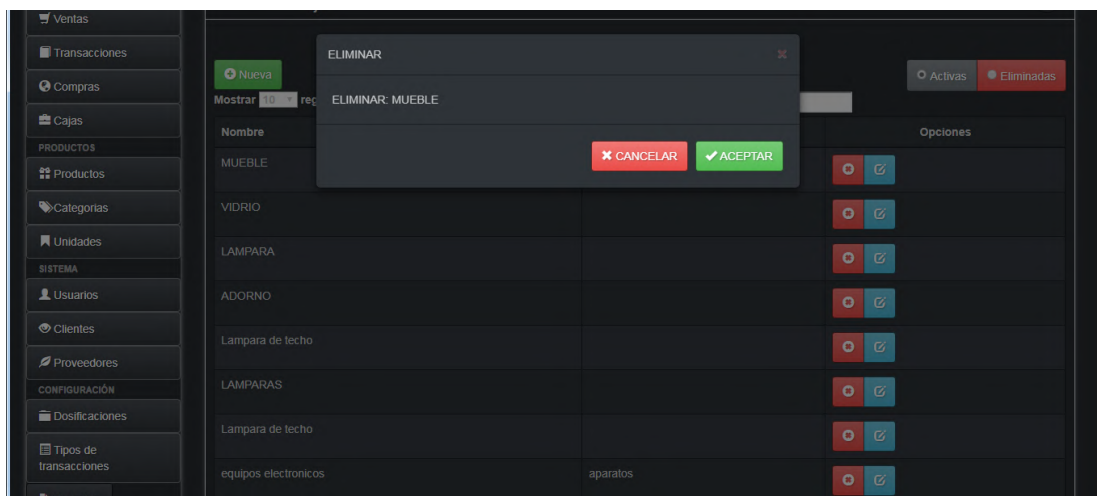 Ventas
Transacciones
Compras
Cajas
PRODUCTOS
Productos
Categorias
Unidades
SISTEMA
Usuarios
Clientes
Proveedores
CONFIGURACIÓN
Dosificaciones
Tipos de
transacciones
ELIMINAR
ELIMINAR: MUEBLE
CANCELAR ACEPTAR
Nueva
Activas Eliminadas
Mostrar 10
Nombre Opciones
MUEBLE
VIDRIO
LAMPARA
ADORNO
Lampara de techo
LAMPARAS
Lampara de techo
equipos electronicos aparatos